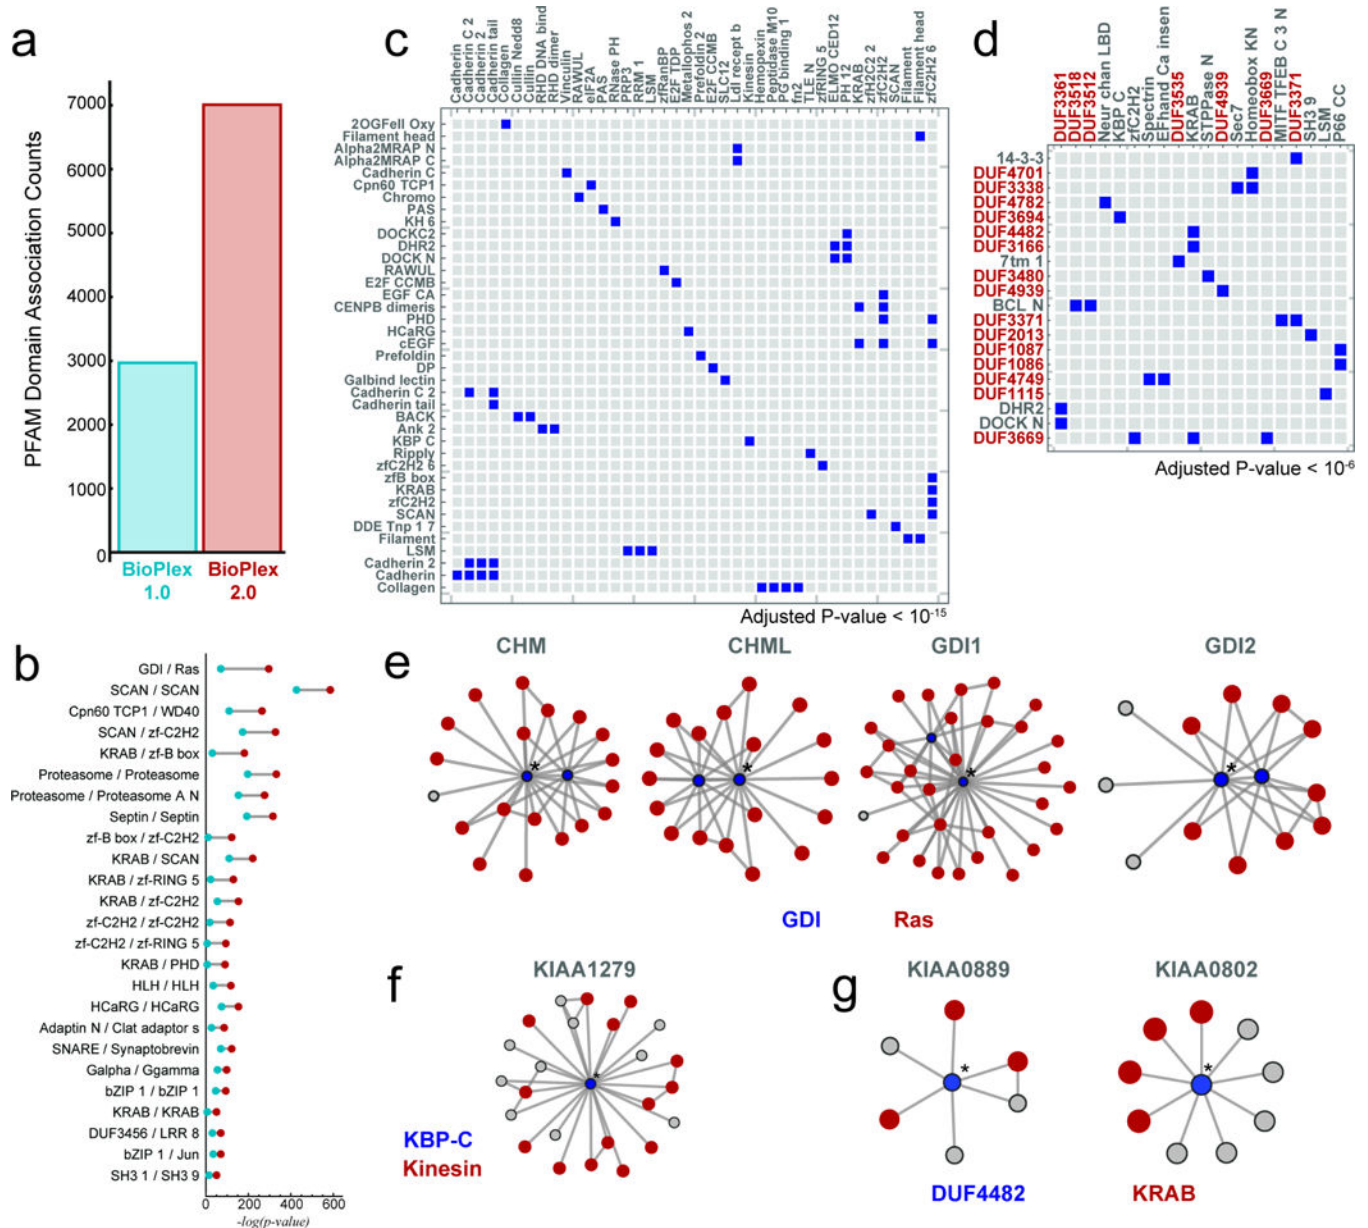 a
PFAM Domain Association Counts
7000
6000
5000
4000
3000
2000
1000
0
BioPlex
1.0
BioPlex
2.0
b
GDI / Ras
SCAN / SCAN
Cpn60 TCP1 / WD40
SCAN / zf-C2H2
KRAB / zf-B box
Proteasome / Proteasome
Proteasome / Proteasome A N
Septin / Septin
zf-B box / zf-C2H2
KRAB / SCAN
KRAB / zf-RING 5
KRAB / zf-C2H2
zf-C2H2 / zf-C2H2
zf-C2H2 / zf-RING 5
KRAB / PHD
HLH / HLH
HCaRG / HCaRG
Adaptin N / Clat adaptor s
SNARE / Synaptobrevin
Galpha / Ggamma
bZIP 1 / bZIP 1
KRAB / KRAB
DUF3456 / LRR 8
bZIP 1 / Jun
SH3 1 / SH3 9
0 200 400 600
-log(p-value)
c
Cadherin
Cadherin C 2
Cadherin 2
Cadherin tail
Collagen
Cullin Nedd8
Cullin
RHD DNA bind
RHD dimer
Vinculin
RAWUL
eIF2A
PAS
RNase PH
PRP3
RRM 1
LSM
zfRanBP
E2F TDP
Metallophos 2
Prefoldin 2
E2F CCMB
SLC12
Ldl recept b
Kinesin
Hemopexin
Peptidase M10
PG binding 1
fn2
TLE N
zfRING 5
ELMO CED12
PH 12
KRAB
zfC2H2
zfH2C2 2
SCAN
Filament
Filament head
zfC2H2 6
2OGFeII Oxy
Filament head
Alpha2MRAP N
Alpha2MRAP C
Cadherin C
Cpn60 TCP1
Chromo
PAS
KH 6
DOCKC2
DHR2
DOCK N
RAWUL
E2F CCMB
EGF CA
CENPB dimeris
PHD
HCaRG
cEGF
Prefoldin
DP
Galbind lectin
Cadherin C 2
Cadherin tail
BACK
Ank 2
KBP C
Ripply
zfC2H2 6
zfB box
KRAB
zfC2H2
SCAN
DDE Tnp 1 7
Filament
LSM
Cadherin 2
Cadherin
Collagen
Adjusted P-value < 10-15
d
DUF3361
DUF3518
DUF3512
Neur chan LBD
KBP C
zfC2H2
Spectrin
EFhand Ca insen
DUF3535
KRAB
STPPase N
DUF4939
Sec7
Homeobox KN
DUF3669
MITF TFEB C 3 N
DUF3371
SH3 9
LSM
P66 CC
14-3-3
DUF4701
DUF3338
DUF4782
DUF3694
DUF4482
DUF3166
7tm 1
DUF3480
DUF4939
BCL N
DUF3371
DUF2013
DUF1087
DUF1086
DUF4749
DUF1115
DHR2
DOCK N
DUF3669
Adjusted P-value < 10-6
e
CHM CHML GDI1 GDI2
*
*
*
*
GDI Ras
f
KIAA1279
*
KBP-C
Kinesin
g
KIAA0889 KIAA0802
*
*
DUF4482 KRAB